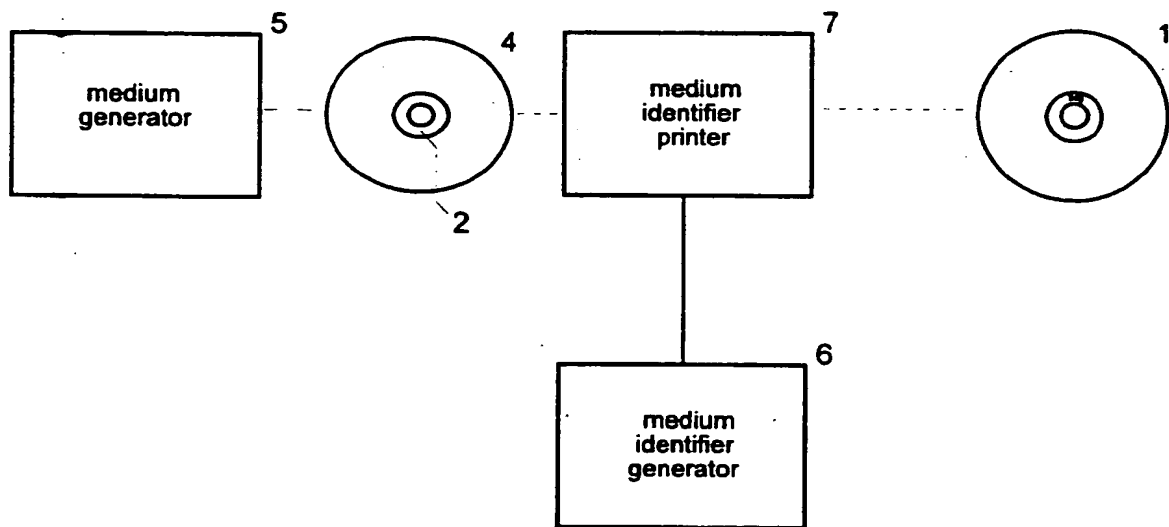 5
4
7
1
medium
generator
medium
identifier
printer
2
6
medium
identifier
generator